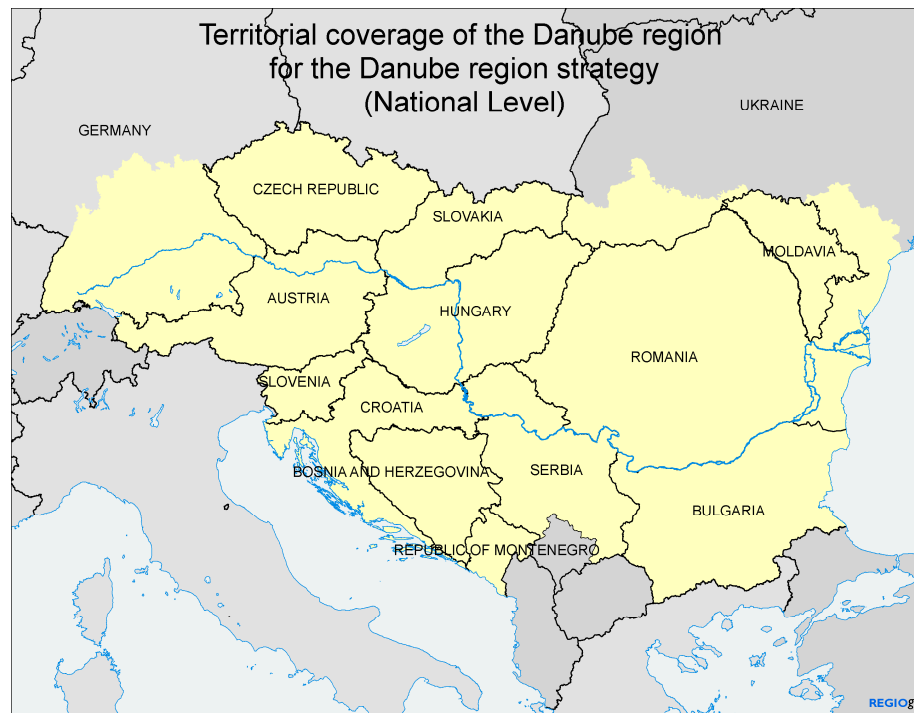 Territorial coverage of the Danube region
for the Danube region strategy
(National Level)
UKRAINE
GERMANY
CZECH REPUBLIC
SLOVAKIA
MOLDAVIA
AUSTRIA
HUNGARY
ROMANIA
SLOVENIA
CROATIA
BOSNIA AND HERZEGOVINA
SERBIA
BULGARIA
REPUBLIC OF MONTENEGRO
REGIOg